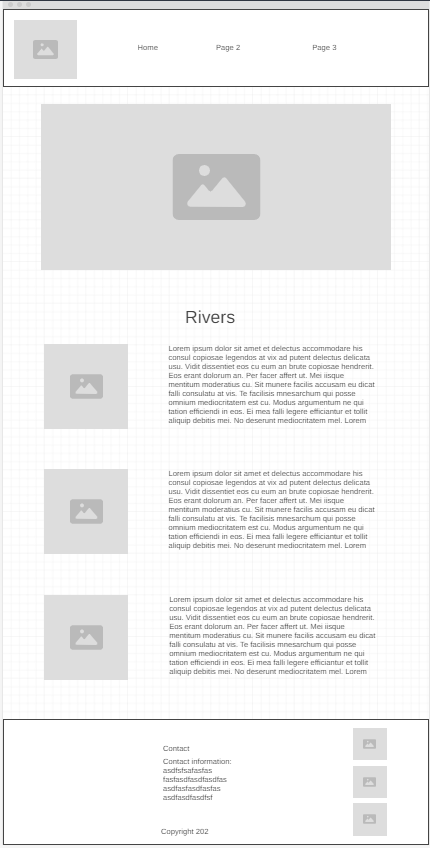 Home Page 2 Page 3
Rivers
Lorem ipsum dolor sit amet et delectus accommodare his
consul copiosae legendos at vix ad putent delectus delicata
usu. Vidit dissentiet eos cu eum an brute copiosae hendrerit.
Eos erant dolorum an. Per facer affert ut. Mei iisque
mentitum moderatius cu. Sit munere facilis accusam eu dicat
falli consulatu at vis. Te facilisis mnesarchum qui posse
omnium mediocritatem est cu. Modus argumentum ne qui
tation efficiendi in eos. Ei mea falli legere efficiantur et tollit
aliquip debitis mei. No deserunt mediocritatem mel. Lorem
Lorem ipsum dolor sit amet et delectus accommodare his
consul copiosae legendos at vix ad putent delectus delicata
usu. Vidit dissentiet eos cu eum an brute copiosae hendrerit.
Eos erant dolorum an. Per facer affert ut. Mei iisque
mentitum moderatius cu. Sit munere facilis accusam eu dicat
falli consulatu at vis. Te facilisis mnesarchum qui posse
omnium mediocritatem est cu. Modus argumentum ne qui
tation efficiendi in eos. Ei mea falli legere efficiantur et tollit
aliquip debitis mei. No deserunt mediocritatem mel. Lorem
Lorem ipsum dolor sit amet et delectus accommodare his
consul copiosae legendos at vix ad putent delectus delicata
usu. Vidit dissentiet eos cu eum an brute copiosae hendrerit.
Eos erant dolorum an. Per facer affert ut. Mei iisque
mentitum moderatius cu. Sit munere facilis accusam eu dicat
falli consulatu at vis. Te facilisis mnesarchum qui posse
omnium mediocritatem est cu. Modus argumentum ne qui
tation efficiendi in eos. Ei mea falli legere efficiantur et tollit
aliquip debitis mei. No deserunt mediocritatem mel. Lorem
Contact
Contact information:
asdfsfsafasfas
fasfasdfasdfasdfas
asdfasfasdfasfas
asdfasdfasdfsf
Copyright 202